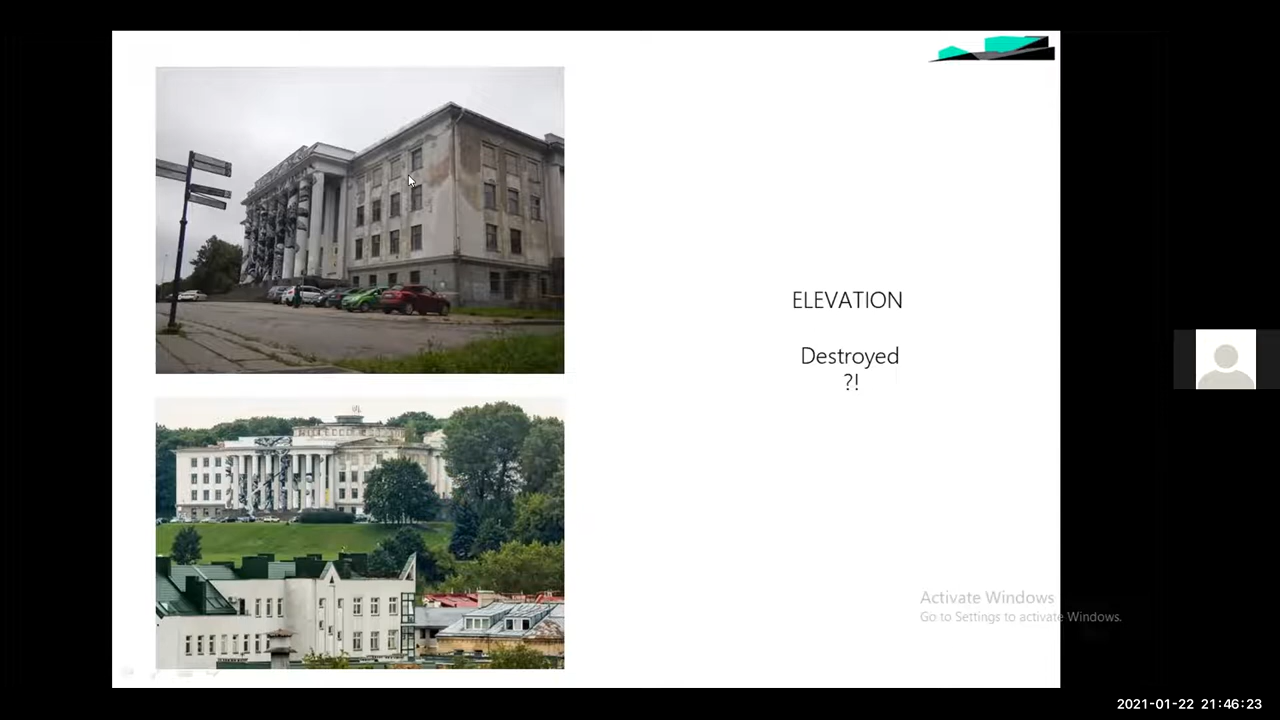 ELEVATION
Destroyed
?!
Activate Windows
Go to Settings to activate Windows.
2021-01-22 21:46:23